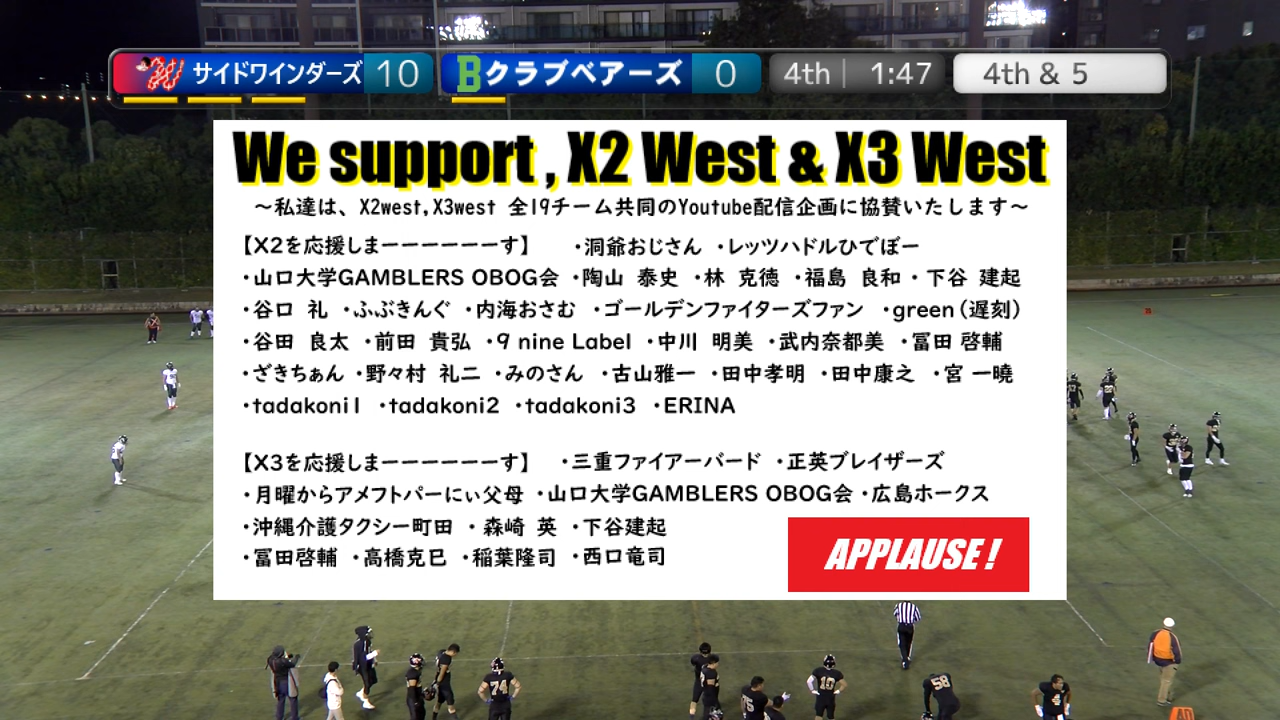 サイドワインダーズ 10 B クラブベアーズ 0 4th 1:47 4th & 5
We support , X2 West & X3 West
～私達は、X2west,X3west 全19チーム共同のYoutube配信企画に協賛いたします～
【X2を応援しまーーーーーーす】 ・洞爺おじさん ・レッツハドルひでぼー
・山口大学GAMBLERS OBOG会 ・陶山 泰史 ・林 克徳 ・福島 良和 ・下谷 建起
・谷口 礼 ・ふぶきんぐ ・内海おさむ ・ゴールデンファイターズファン ・green（遅刻）
・谷田 良太 ・前田 貴弘 ・9 nine Label ・中川 明美 ・武内奈都美 ・冨田 啓輔
・ざきちぁん ・野々村 礼二 ・みのさん ・古山雅一 ・田中孝明 ・田中康之 ・宮 一曉
・tadakoni1 ・tadakoni2 ・tadakoni3 ・ERINA
【X3を応援しまーーーーーーす】 ・三重ファイアーバード ・正英ブレイザーズ
・月曜からアメフトパーにぃ父母 ・山口大学GAMBLERS OBOG会 ・広島ホークス
・沖縄介護タクシー町田 ・森崎 英 ・下谷建起
・冨田啓輔 ・高橋克巳 ・稲葉隆司 ・西口竜司
APPLAUSE!
74
10
58